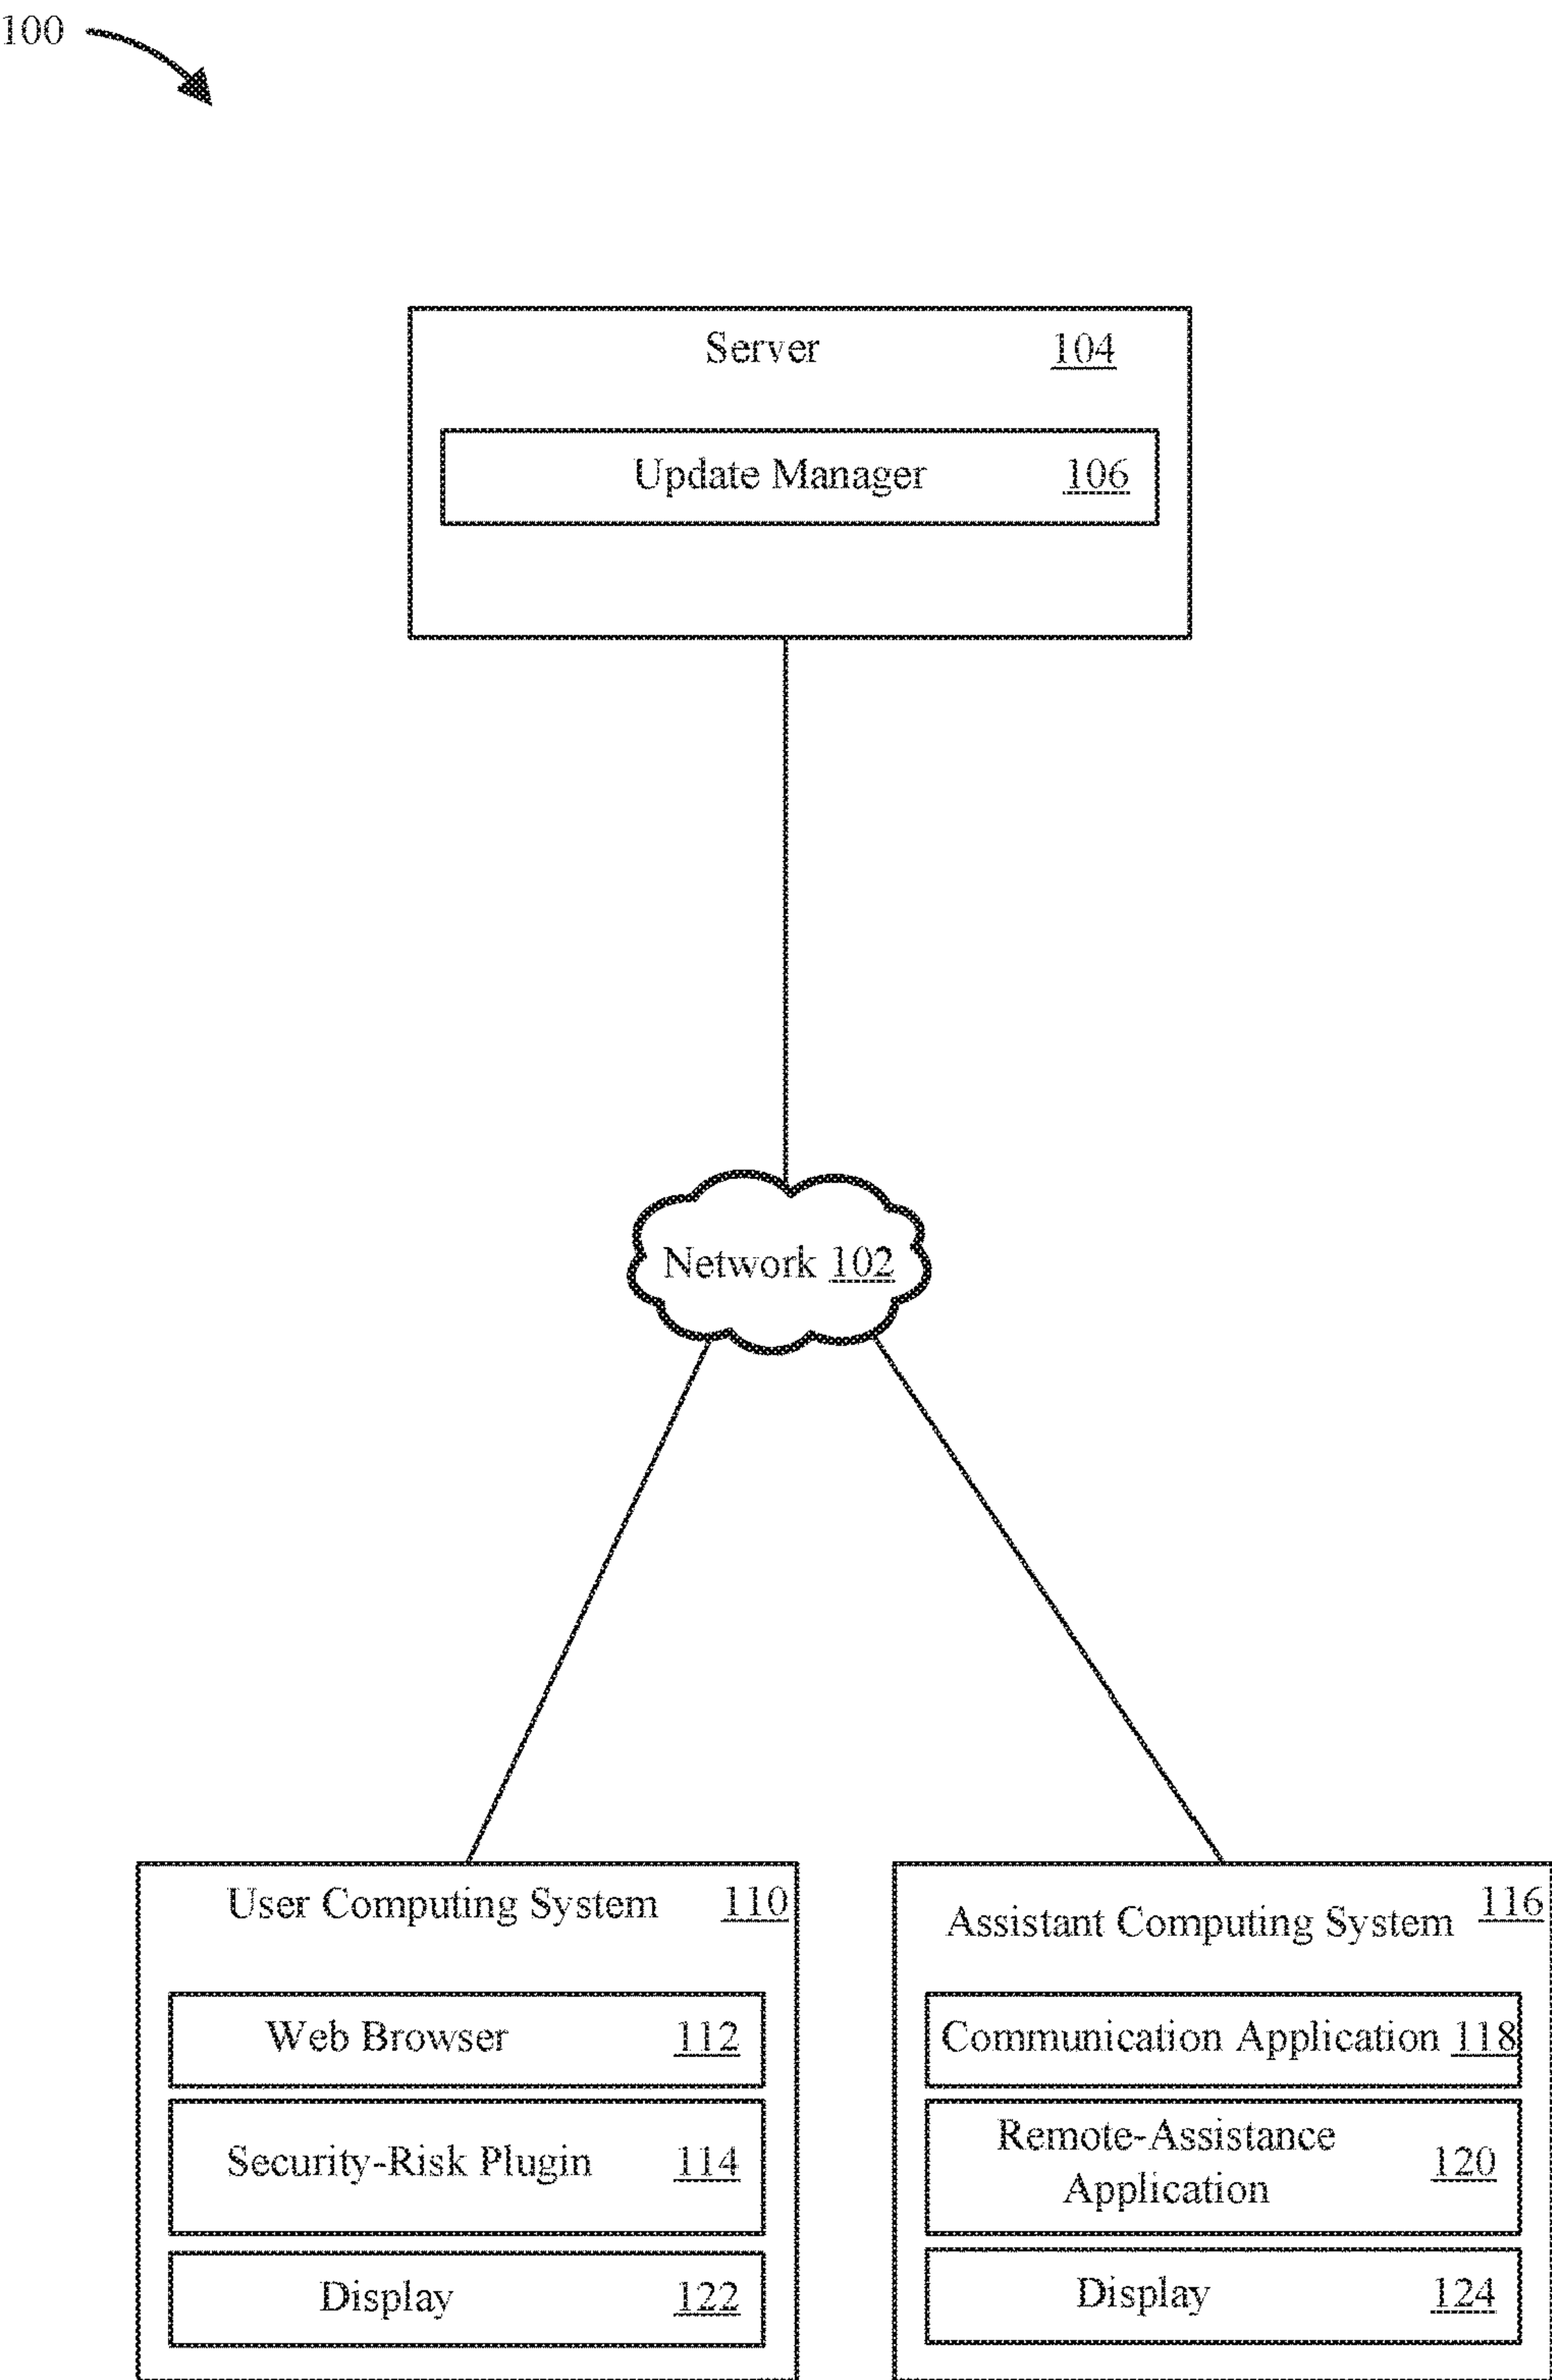 100
Server 104
Update Manager 106
Network 102
User Computing System 110
Web Browser 112
Security-Risk Plugin 114
Display 122
Assistant Computing System 116
Communication Application 118
Remote-Assistance
Application 120
Display 124